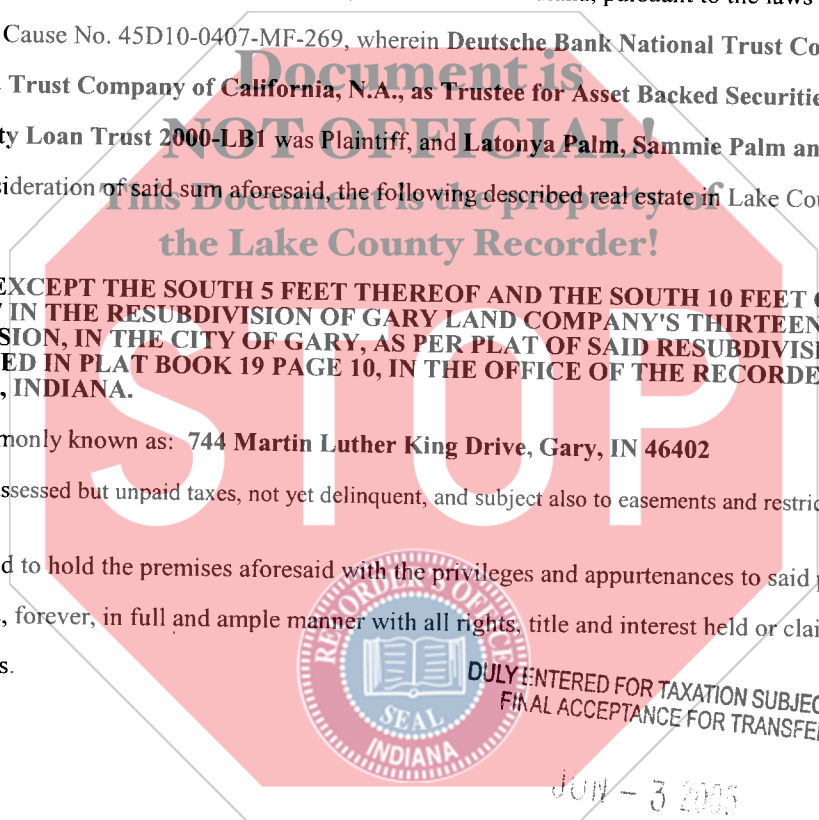 pursuant to the laws
Cause No. 45D10-0407-MF-269, wherein Deutsche Bank National Trust Co
Document is
Trust Company of California, N.A., as Trustee for Asset Backed Securitie
ty Loan Trust 2000-LB1 was Plaintiff, and Latonya Palm, Sammie Palm an
NOT OFFICIAL!
sideration of said sum aforesaid, the following described real estate in Lake Cou
This Document is the property of
the Lake County Recorder!
EXCEPT THE SOUTH 5 FEET THEREOF AND THE SOUTH 10 FEET
IN THE RESUBDIVISION OF GARY LAND COMPANY'S THIRTEEN
SION, IN THE CITY OF GARY, AS PER PLAT OF SAID RESUBDIVISI
ED IN PLAT BOOK 19 PAGE 10, IN THE OFFICE OF THE RECORDE
, INDIANA.
STOP
monly known as: 744 Martin Luther King Drive, Gary, IN 46402
ssessed but unpaid taxes, not yet delinquent, and subject also to easements and restric
d to hold the premises aforesaid with the privileges and appurtenances to said p
, forever, in full and ample manner with all rights, title and interest held or clai
s.
RECORDER'S OFFICE
SEAL
INDIANA
DULY ENTERED FOR TAXATION SUBJEC
FINAL ACCEPTANCE FOR TRANSFE
JUN - 3